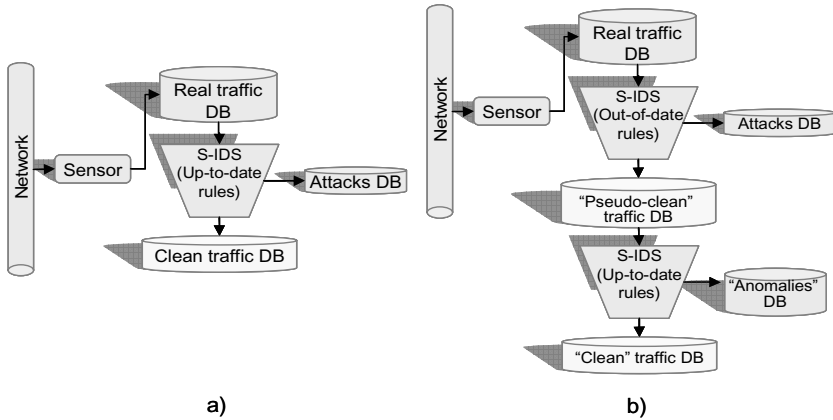 Network
Sensor
Real traffic
DB
S-IDS
(Up-to-date
rules)
Attacks DB
Clean traffic DB
a)
Network
Sensor
Real traffic
DB
S-IDS
(Out-of-date
rules)
Attacks DB
“Pseudo-clean”
traffic DB
S-IDS
(Up-to-date
rules)
“Anomalies”
DB
“Clean” traffic DB
b)